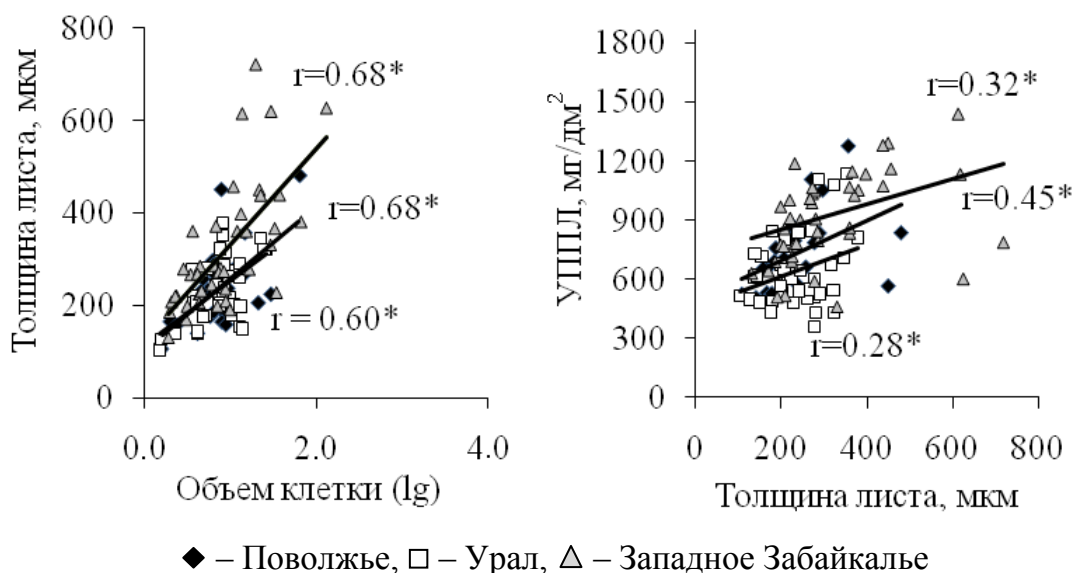 800
600
400
200
0
Толщина листа, мкм
r=0.68*
r=0.68*
r = 0.60*
0.0 2.0 4.0
Объем клетки (lg)
1800
1500
1200
900
600
300
0
УППЛ, мг/дм²
r=0.32*
r=0.45*
r=0.28*
0 200 400 600 800
Толщина листа, мкм
◆ – Поволжье, □ – Урал, △ – Западное Забайкалье